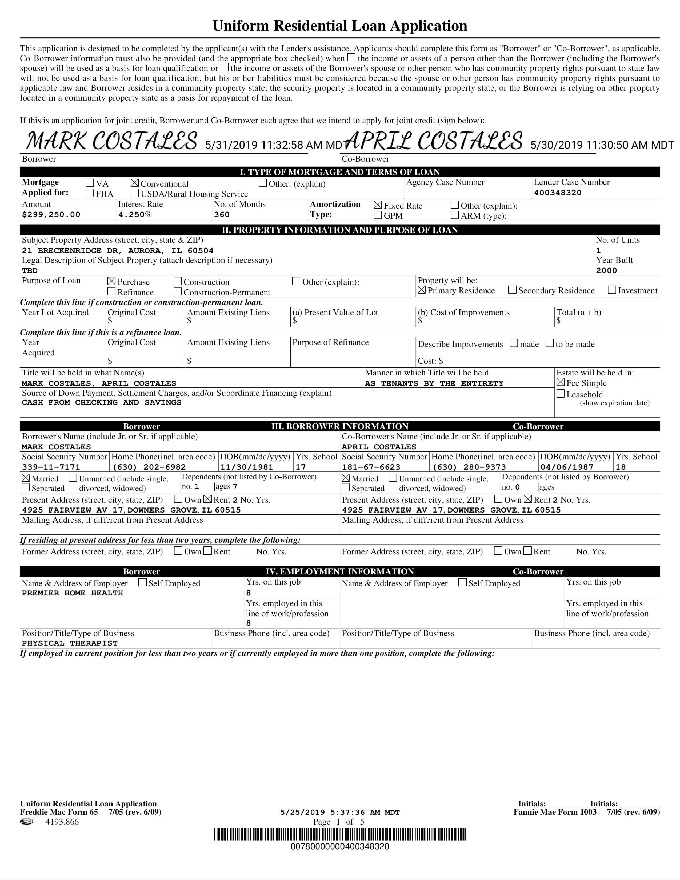 Uniform Residential Loan Application
This application is designed to be completed by the applicant(s) with the Lender's assistance. Applicants should complete this form as "Borrower" or "Co-Borrower", as applicable.
Co-Borrower information must also be provided (and the appropriate box checked) when the income or assets of a person other than the Borrower (including the Borrower's
spouse) will be used as a basis for loan qualification or the income or assets of the Borrower's spouse or other person who has community property rights pursuant to state law
will not be used as a basis for loan qualification, but his or her liabilities must be considered because the spouse or other person has community property rights pursuant to
applicable law and Borrower resides in a community property state, the security property is located in a community property state, or the Borrower is relying on other property
located in a community property state as a basis for repayment of the loan.
If this is an application for joint credit, Borrower and Co-Borrower each agree that we intend to apply for joint credit (sign below):
MARK COSTALES 5/31/2019 11:32:58 AM MDT APRIL COSTALES 5/30/2019 11:30:50 AM MDT
Borrower Co-Borrower
I. TYPE OF MORTGAGE AND TERMS OF LOAN
Mortgage VA Conventional Other: (explain) Agency Case Number Lender Case Number
Applied for: FHA USDA/Rural Housing Service 400348320
Amount Interest Rate No. of Months Amortization Fixed Rate Other (explain):
$299,250.00 4.250% 360 Type: GPM ARM (type):
II. PROPERTY INFORMATION AND PURPOSE OF LOAN
Subject Property Address (street, city, state & ZIP) No. of Units
21 BRECKENRIDGE DR, AURORA, IL 60504 1
Legal Description of Subject Property (attach description if necessary) Year Built
TBD 2000
Purpose of Loan Purchase Construction Other (explain): Property will be:
Refinance Construction-Permanent Primary Residence Secondary Residence Investment
Complete this line if construction or construction-permanent loan.
Year Lot Acquired Original Cost Amount Existing Liens (a) Present Value of Lot (b) Cost of Improvements Total (a + b)
$ $ $ $ $
Complete this line if this is a refinance loan.
Year Original Cost Amount Existing Liens Purpose of Refinance Describe Improvements made to be made
Acquired
$ $ Cost: $
Title will be held in what Name(s) Manner in which Title will be held Estate will be held in:
MARK COSTALES, APRIL COSTALES AS TENANTS BY THE ENTIRETY Fee Simple
Source of Down Payment, Settlement Charges, and/or Subordinate Financing (explain) Leasehold
CASH FROM CHECKING AND SAVINGS (show expiration date)
Borrower III. BORROWER INFORMATION Co-Borrower
Borrower's Name (include Jr. or Sr. if applicable) Co-Borrower's Name (include Jr. or Sr. if applicable)
MARK COSTALES APRIL COSTALES
Social Security Number Home Phone(incl. area code) DOB(mm/dd/yyyy) Yrs. School Social Security Number Home Phone(incl. area code) DOB(mm/dd/yyyy) Yrs. School
339-11-7171 (630) 202-6982 11/30/1981 17 181-67-6623 (630) 280-9373 04/06/1987 18
Married Unmarried (include single, Dependents (not listed by Co-Borrower) Married Unmarried (include single, Dependents (not listed by Borrower)
Separated divorced, widowed) no. 1 ages 7 Separated divorced, widowed) no. 0 ages
Present Address (street, city, state, ZIP) Own Rent 2 No. Yrs. Present Address (street, city, state, ZIP) Own Rent 2 No. Yrs.
4925 FAIRVIEW AV 17,DOWNERS GROVE,IL 60515 4925 FAIRVIEW AV 17,DOWNERS GROVE,IL 60515
Mailing Address, if different from Present Address Mailing Address, if different from Present Address
If residing at present address for less than two years, complete the following:
Former Address (street, city, state, ZIP) Own Rent No. Yrs. Former Address (street, city, state, ZIP) Own Rent No. Yrs.
Borrower IV. EMPLOYMENT INFORMATION Co-Borrower
Name & Address of Employer Self Employed Yrs. on this job Name & Address of Employer Self Employed Yrs. on this job
PREMIER HOME HEALTH 8
Yrs. employed in this Yrs. employed in this
line of work/profession line of work/profession
8
Position/Title/Type of Business Business Phone (incl. area code) Position/Title/Type of Business Business Phone (incl. area code)
PHYSICAL THERAPIST
If employed in current position for less than two years or if currently employed in more than one position, complete the following:
Uniform Residential Loan Application Initials: Initials:
Freddie Mac Form 65 7/05 (rev. 6/09) 5/25/2019 5:37:36 AM MDT Fannie Mae Form 1003 7/05 (rev. 6/09)
4193.866 Page 1 of 5
00780000000400348320